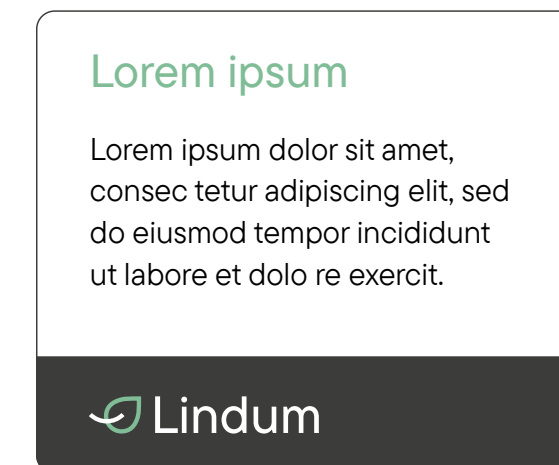 Lorem ipsum
Lorem ipsum dolor sit amet,
consec tetur adipiscing elit, sed
do eiusmod tempor incididunt
ut labore et dolo re exercit.
Lindum